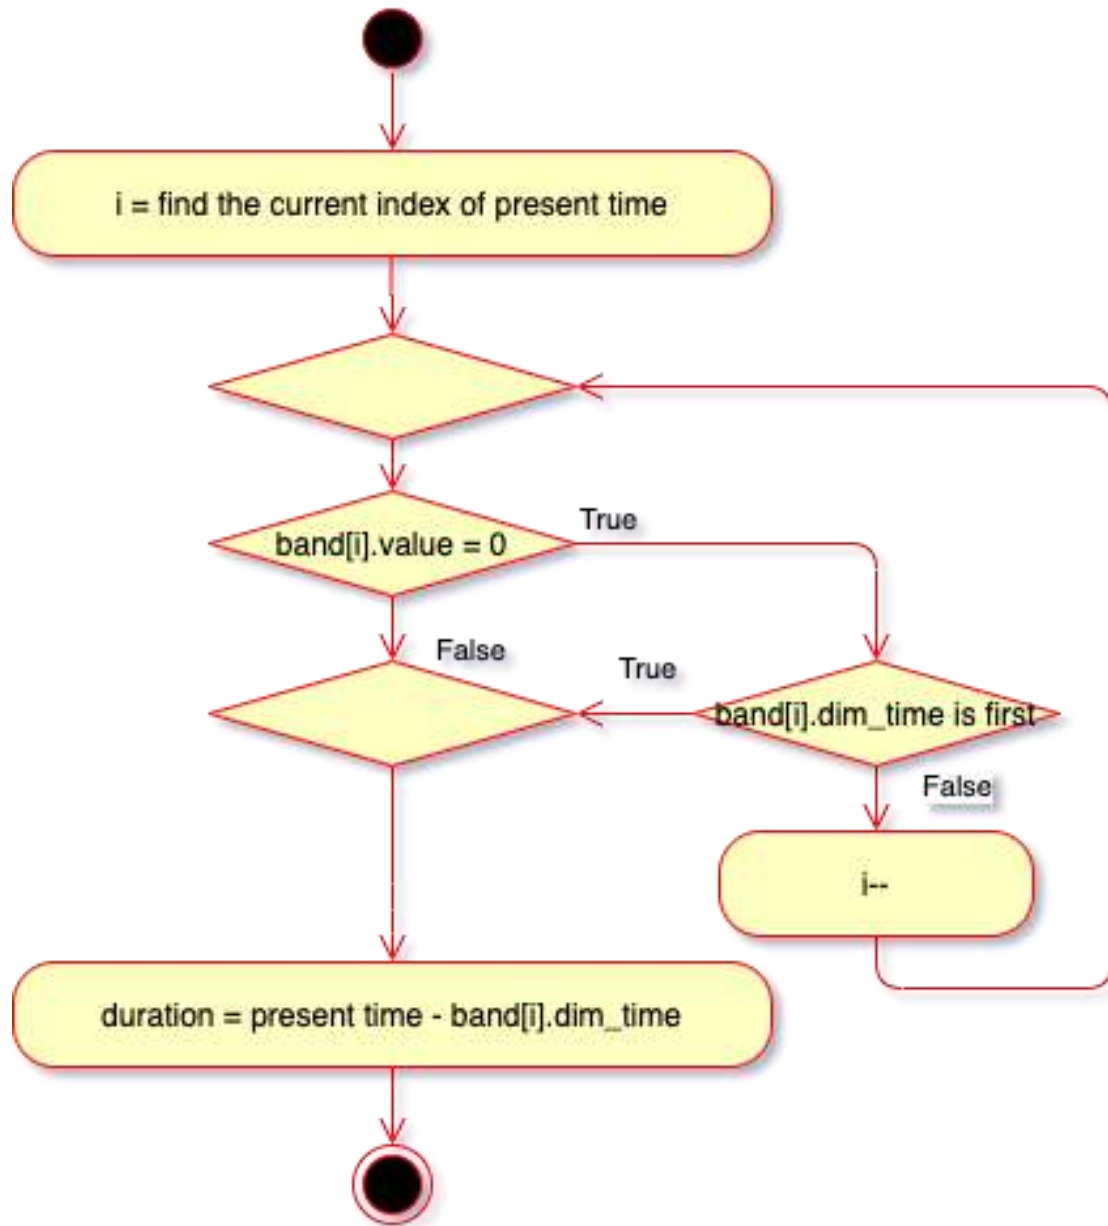 i = find the current index of present time
True
band[i].value = 0
False
True
band[i].dim_time is first
False
i--
duration = present time - band[i].dim_time